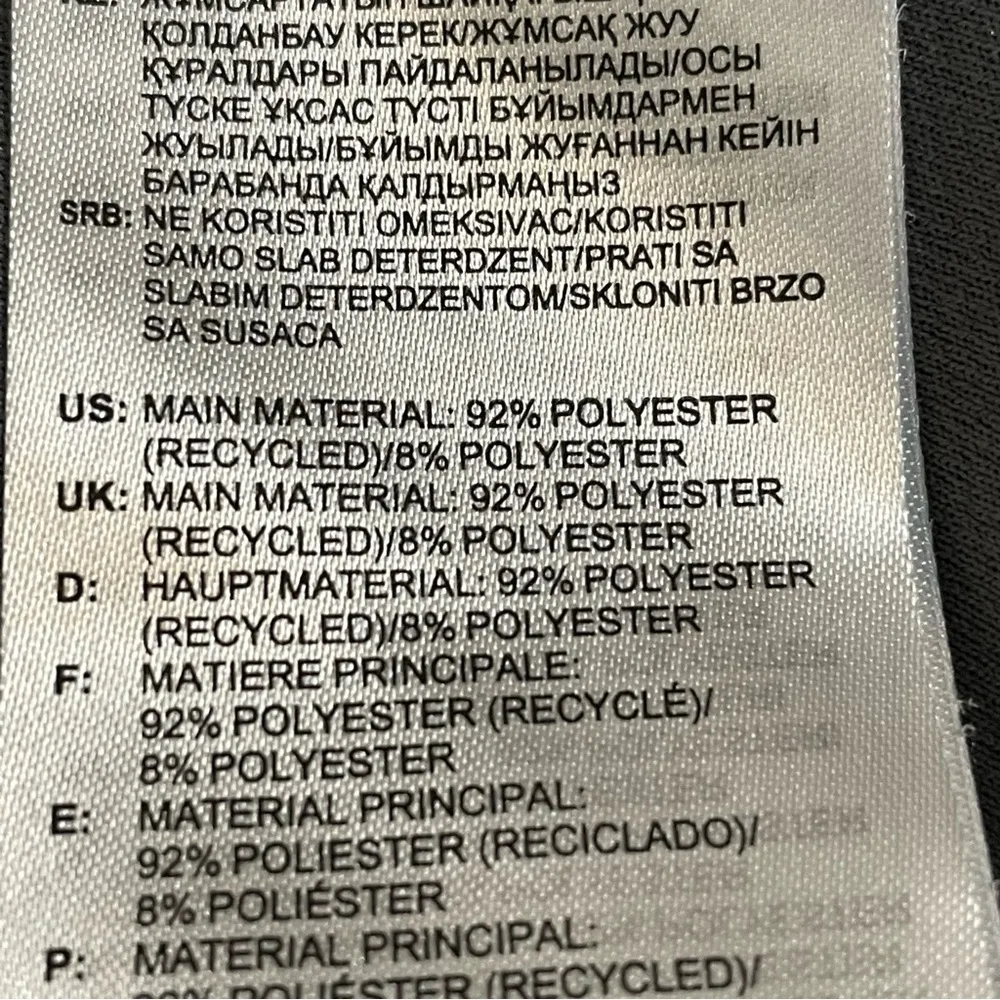 ҚОЛДАНБАУ КЕРЕК/ЖҰМСАҚ ЖУУ
ҚҰРАЛДАРЫ ПАЙДАЛАНЫЛАДЫ/ОСЫ
ТҮСКЕ ҰҚСАС ТҮСТІ БҰЙЫМДАРМЕН
ЖУЫЛАДЫ/БҰЙЫМДЫ ЖУҒАННАН КЕЙІН
БАРАБАНДА ҚАЛДЫРМАҢЫЗ
SRB: NE KORISTITI OMEKSIVAC/KORISTITI
SAMO SLAB DETERDZENT/PRATI SA
SLABIM DETERDZENTOM/SKLONITI BRZO
SA SUSACA
US: MAIN MATERIAL: 92% POLYESTER
(RECYCLED)/8% POLYESTER
UK: MAIN MATERIAL: 92% POLYESTER
(RECYCLED)/8% POLYESTER
D: HAUPTMATERIAL: 92% POLYESTER
(RECYCLED)/8% POLYESTER
F: MATIERE PRINCIPALE:
92% POLYESTER (RECYCLÉ)/
8% POLYESTER
E: MATERIAL PRINCIPAL:
92% POLIESTER (RECICLADO)/
8% POLIÉSTER
P: MATERIAL PRINCIPAL:
92% POLIÉSTER (RECYCLED)/